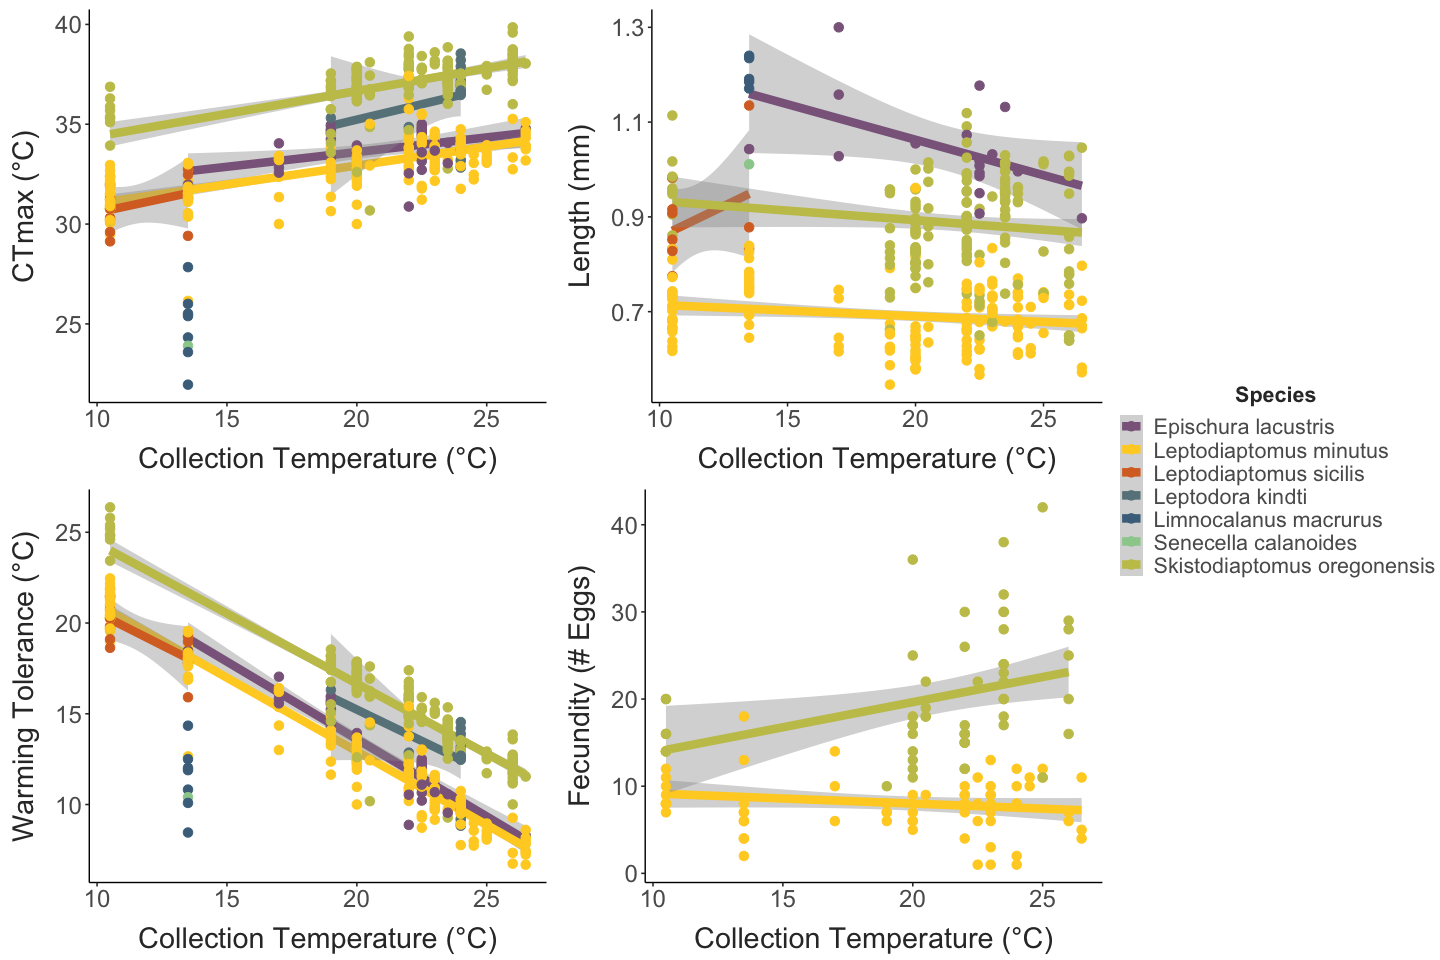 CTmax (°C)
40
35
30
25
10 15 20 25
Collection Temperature (°C)
Length (mm)
1.3
1.1
0.9
0.7
10 15 20 25
Collection Temperature (°C)
Warming Tolerance (°C)
25
20
15
10
10 15 20 25
Collection Temperature (°C)
Fecundity (# Eggs)
40
30
20
10
0
10 15 20 25
Collection Temperature (°C)
Species
Epischura lacustris
Leptodiaptomus minutus
Leptodiaptomus sicilis
Leptodora kindti
Limnocalanus macrurus
Senecella calanoides
Skistodiaptomus oregonensis